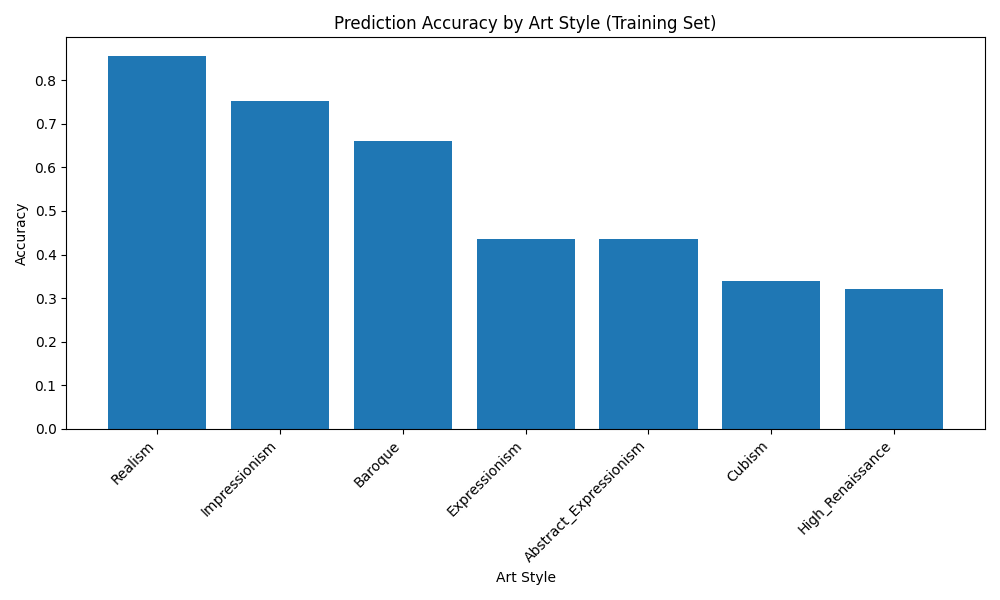 Prediction Accuracy by Art Style (Training Set)
Accuracy
0.8
0.7
0.6
0.5
0.4
0.3
0.2
0.1
0.0
Realism
Impressionism
Baroque
Expressionism
Abstract_Expressionism
Cubism
High_Renaissance
Art Style